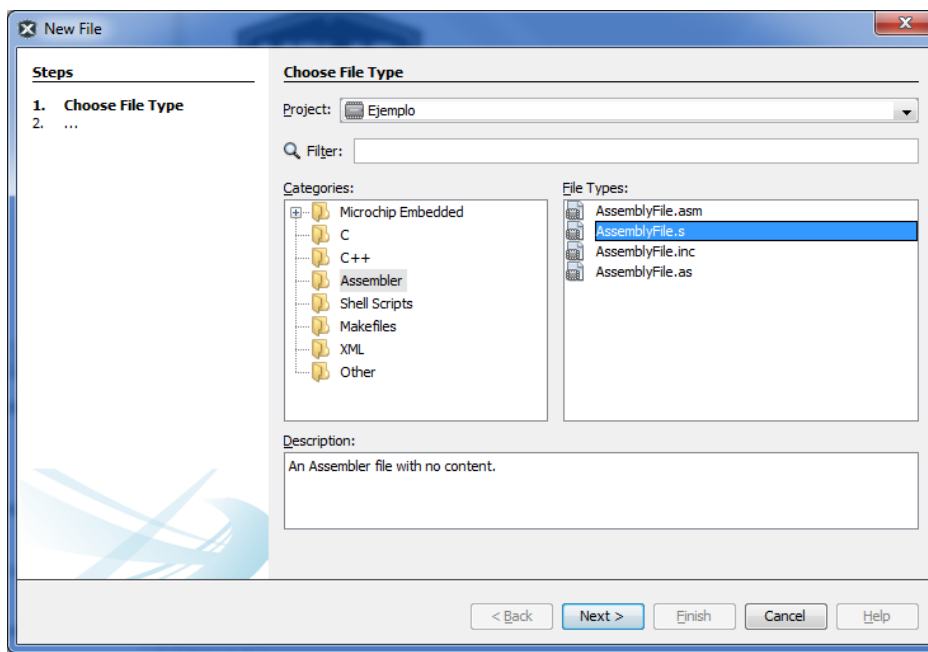 New File
Steps
1. Choose File Type
2. ...
Choose File Type
Project: Ejemplo
Filter:
Categories:
Microchip Embedded
C
C++
Assembler
Shell Scripts
Makefiles
XML
Other
File Types:
AssemblyFile.asm
AssemblyFile.s
AssemblyFile.inc
AssemblyFile.as
Description:
An Assembler file with no content.
< Back Next > Finish Cancel Help